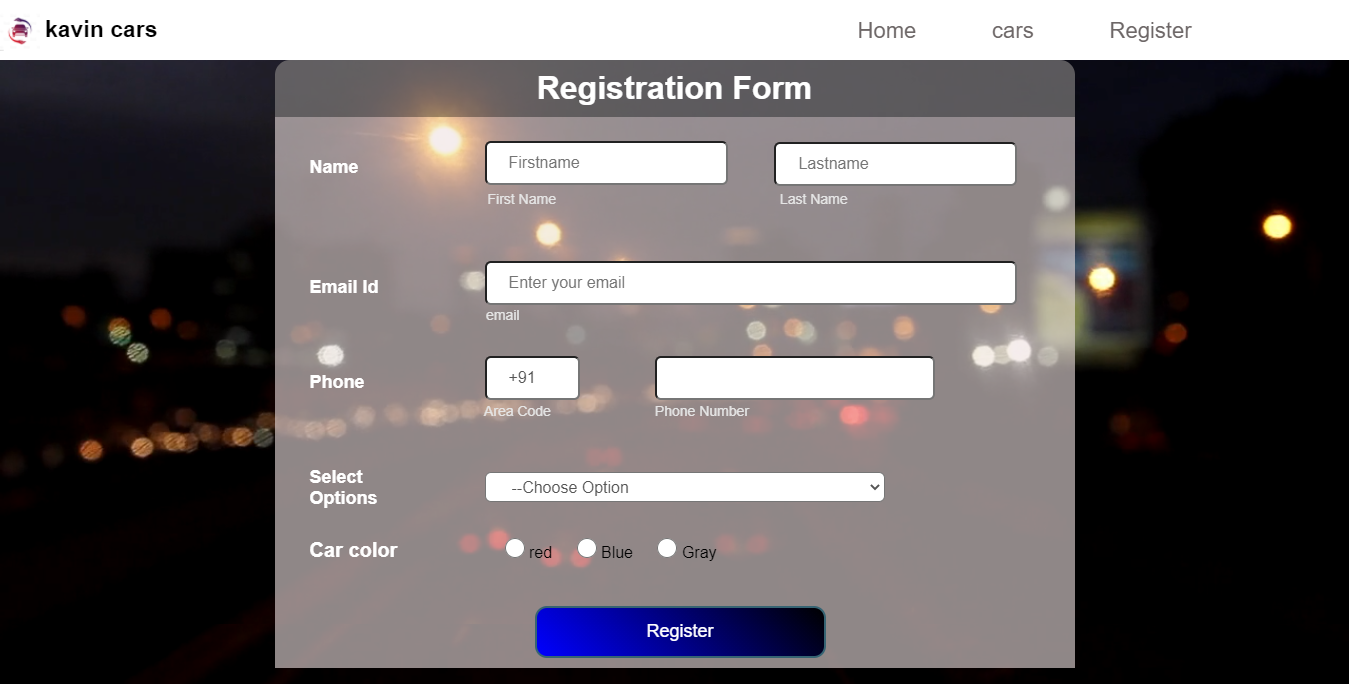 kavin cars
Home cars Register
Registration Form
Name
Firstname Lastname
First Name Last Name
Email Id
Enter your email
email
Phone
+91
Area Code Phone Number
Select
Options
--Choose Option
Car color
red Blue Gray
Register